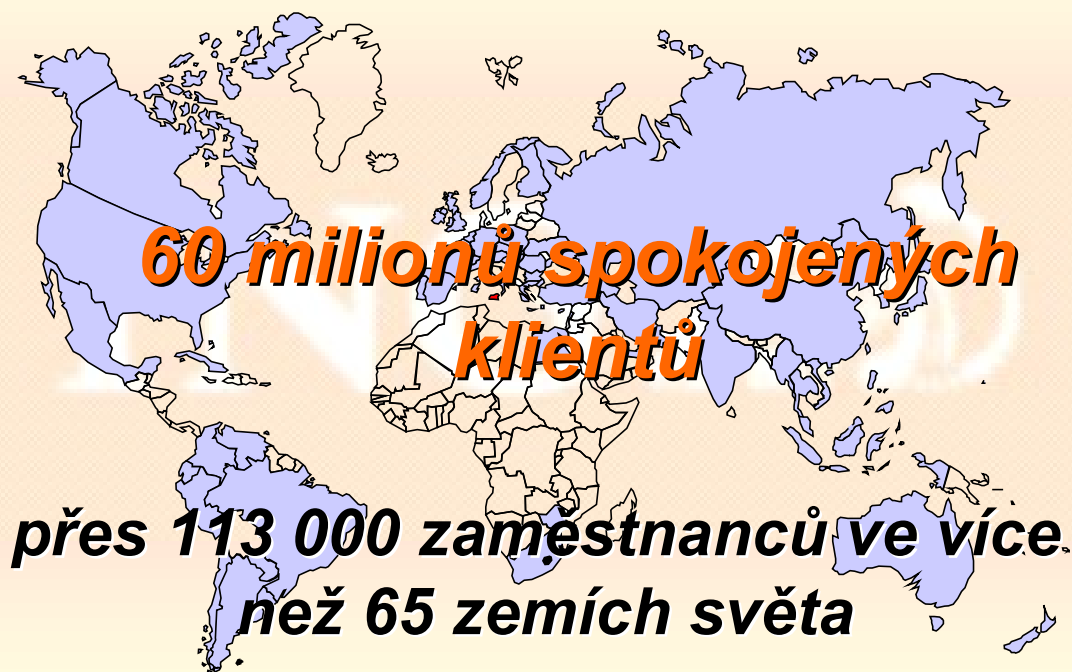 60 milionů spokojených
klientů
přes 113 000 zaměstnanců ve více
než 65 zemích světa